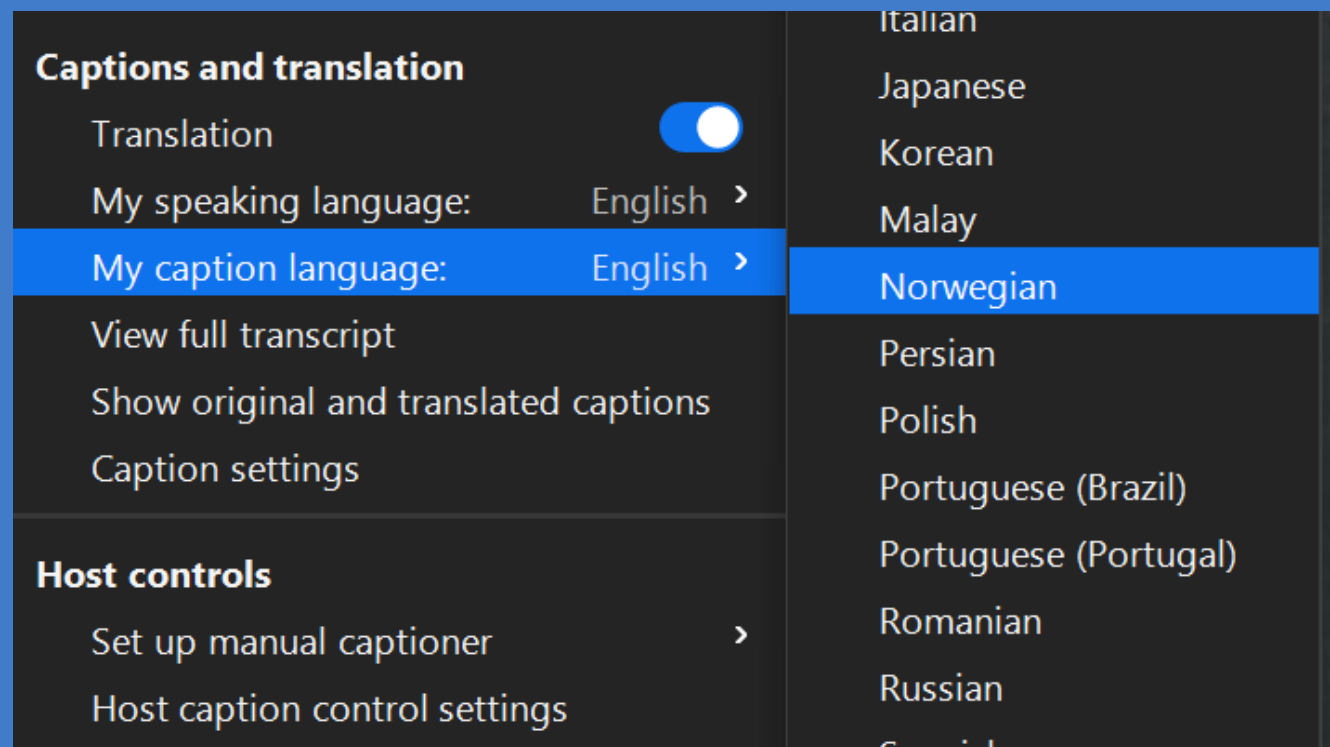 Captions and translation
Translation
My speaking language: English
My caption language: English
View full transcript
Show original and translated captions
Caption settings
Host controls
Set up manual captioner
Host caption control settings
Italian
Japanese
Korean
Malay
Norwegian
Persian
Polish
Portuguese (Brazil)
Portuguese (Portugal)
Romanian
Russian